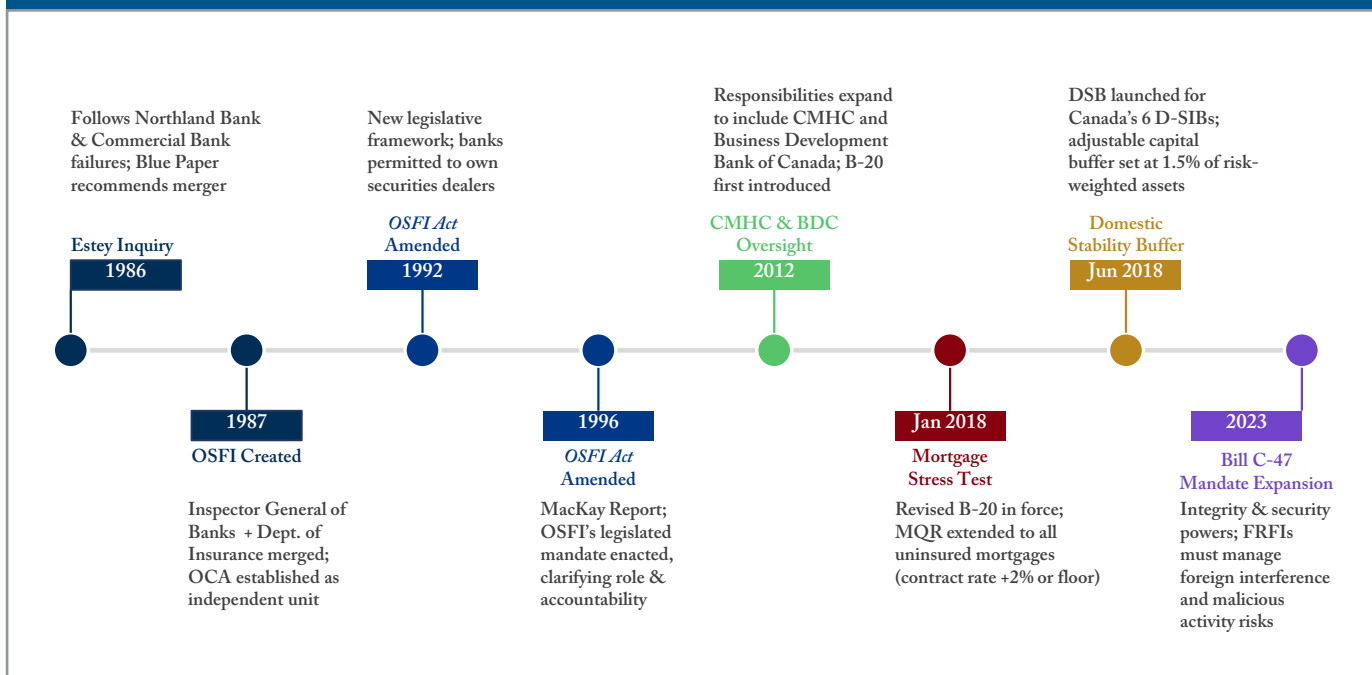 Follows Northland Bank
& Commercial Bank
failures; Blue Paper
recommends merger
Estey Inquiry
1986
1987
OSFI Created
Inspector General of
Banks + Dept. of
Insurance merged;
OCA established as
independent unit
New legislative
framework; banks
permitted to own
securities dealers
OSFI Act
Amended
1992
1996
OSFI Act
Amended
MacKay Report;
OSFI's legislated
mandate enacted,
clarifying role &
accountability
Responsibilities expand
to include CMHC and
Business Development
Bank of Canada; B-20
first introduced
CMHC & BDC
Oversight
2012
Jan 2018
Mortgage
Stress Test
Revised B-20 in force;
MQR extended to all
uninsured mortgages
(contract rate +2% or floor)
DSB launched for
Canada's 6 D-SIBs;
adjustable capital
buffer set at 1.5% of risk-
weighted assets
Domestic
Stability Buffer
Jun 2018
2023
Bill C-47
Mandate Expansion
Integrity & security
powers; FRFIs
must manage
foreign interference
and malicious
activity risks